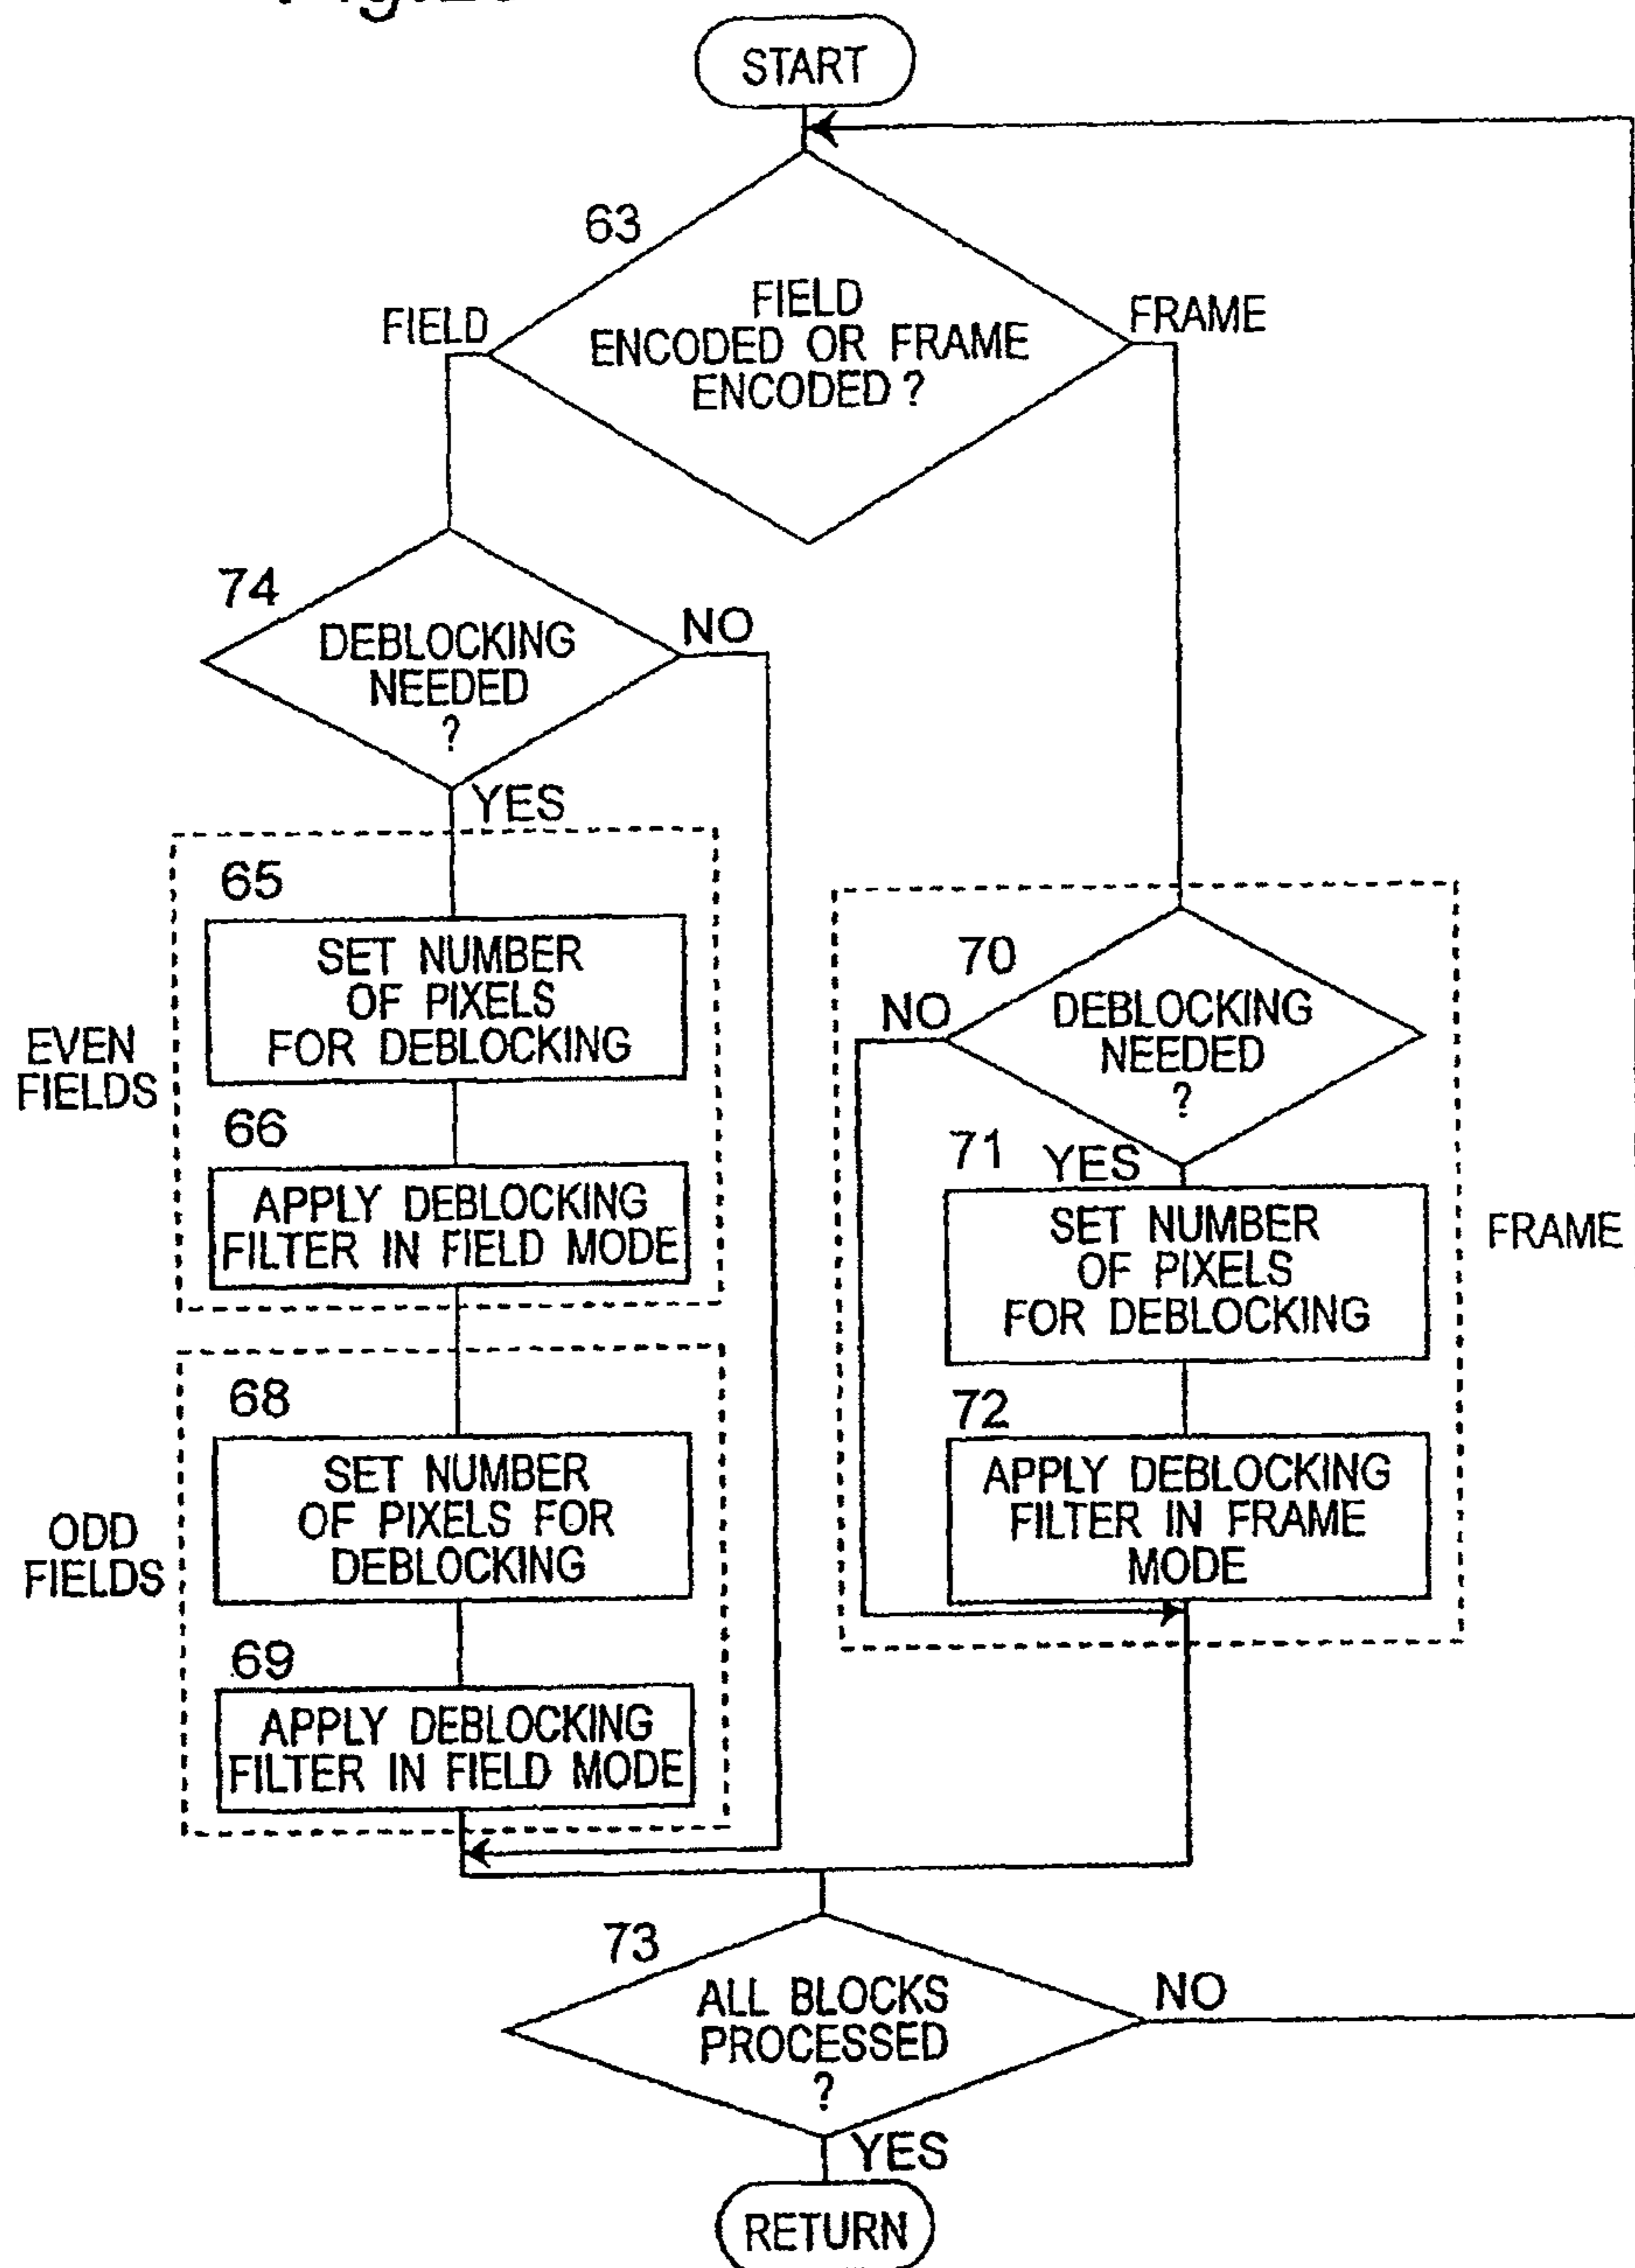 START
63
FIELD
ENCODED OR FRAME
ENCODED ?
FIELD
FRAME
74
DEBLOCKING
NEEDED
?
NO
YES
EVEN
FIELDS
65
SET NUMBER
OF PIXELS
FOR DEBLOCKING
66
APPLY DEBLOCKING
FILTER IN FIELD MODE
ODD
FIELDS
68
SET NUMBER
OF PIXELS FOR
DEBLOCKING
69
APPLY DEBLOCKING
FILTER IN FIELD MODE
70
DEBLOCKING
NEEDED
?
NO
YES
71
SET NUMBER
OF PIXELS
FOR DEBLOCKING
FRAME
72
APPLY DEBLOCKING
FILTER IN FRAME
MODE
73
ALL BLOCKS
PROCESSED
?
NO
YES
RETURN